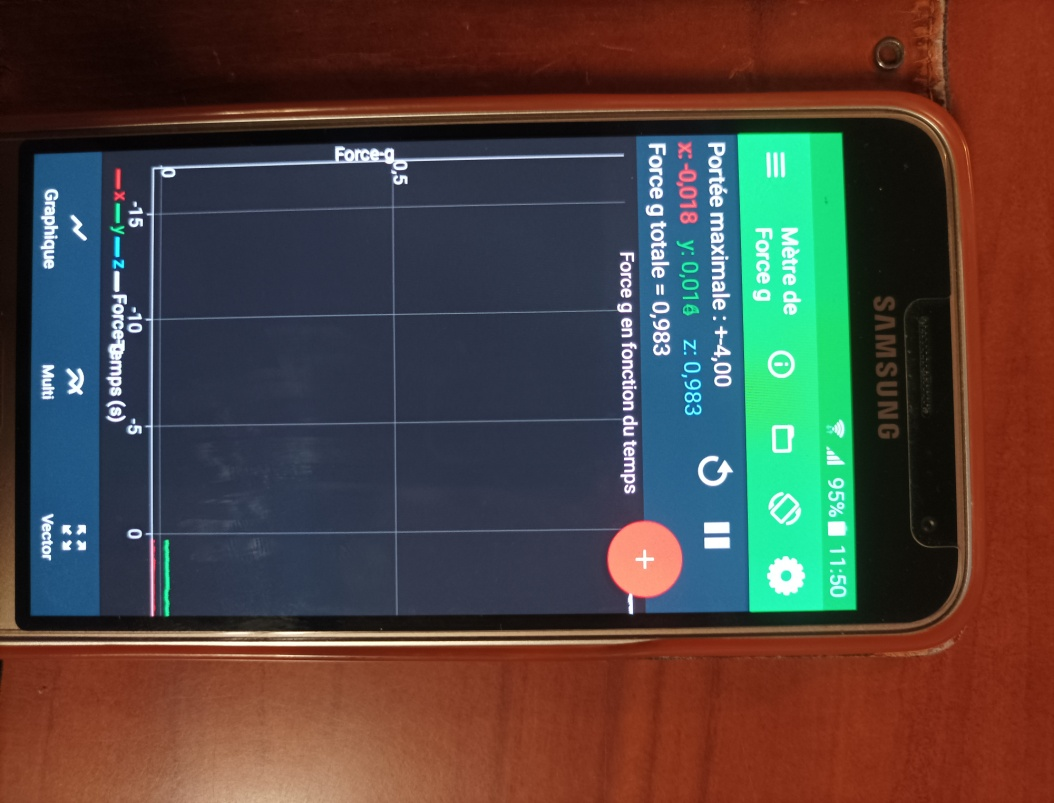 SAMSUNG
95% 11:50
Mètre de
Force g
Portée maximale : +-4,00
x: -0,018 y: 0,014 z: 0,983
Force g totale = 0,983
Force g en fonction du temps
+
0,5
Force-g
0
-15 -10 -5 0
x y z Force-g
Temps (s)
Graphique Multi Vector